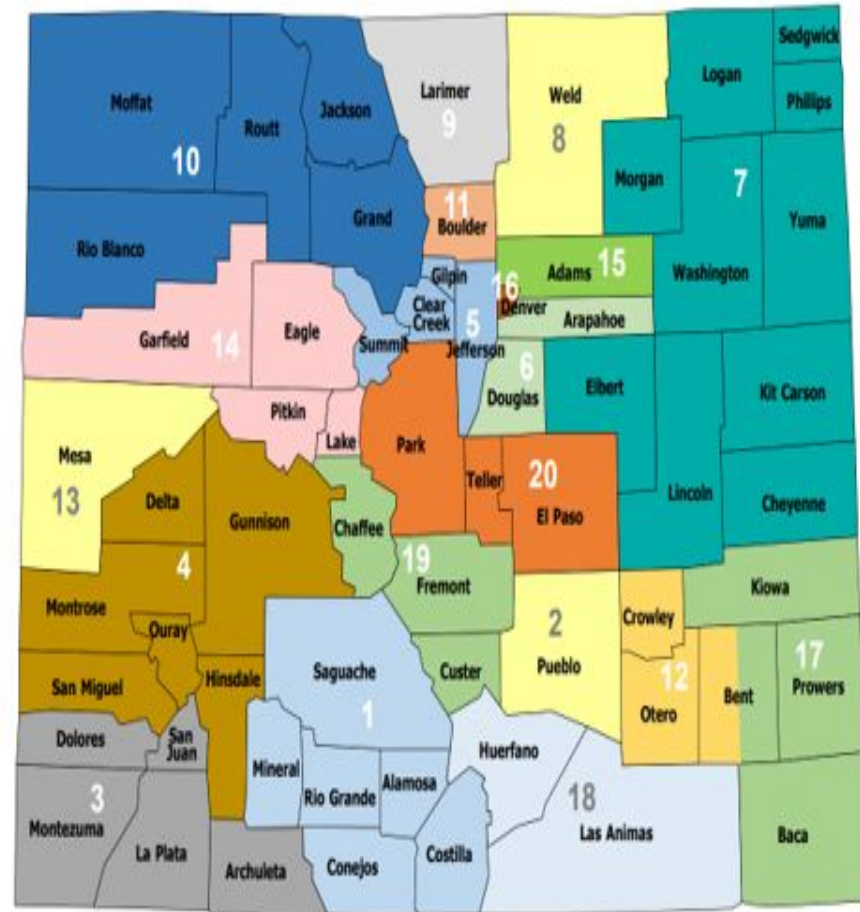 Sedgwick
Logan
Larimer
Moffat
Weld
Phillips
Jackson
9
Routt
8
10
Morgan
7
11
Boulder
Grand
Yuma
Rio Blanco
Gilpin
16
Adams 15
Washington
Clear
Creek
Denver
Arapahoe
Eagle
5
Garfield
14
Summit
Jefferson
6
Douglas
Elbert
Kit Carson
Pitkin
Lake
Park
Mesa
Teller
20
13
Delta
Gunnison
Lincoln
Cheyenne
El Paso
Chaffee
19
4
Fremont
Kiowa
Montrose
Crowley
Ouray
2
Saguache
Pueblo
17
Hinsdale
Custer
12
Prowers
San Miguel
Bent
1
Otero
Dolores
San
Juan
Huerfano
Mineral
Alamosa
3
Rio Grande
18
Montezuma
Las Animas
Baca
La Plata
Costilla
Conejos
Archuleta